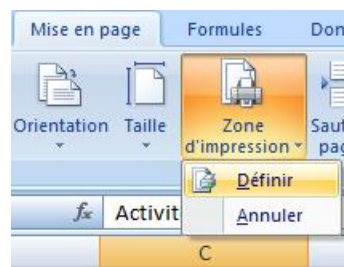 Mise en page Formules Don
Orientation Taille Zone d'impression Saut pag
Définir
fx Activit Annuler
C